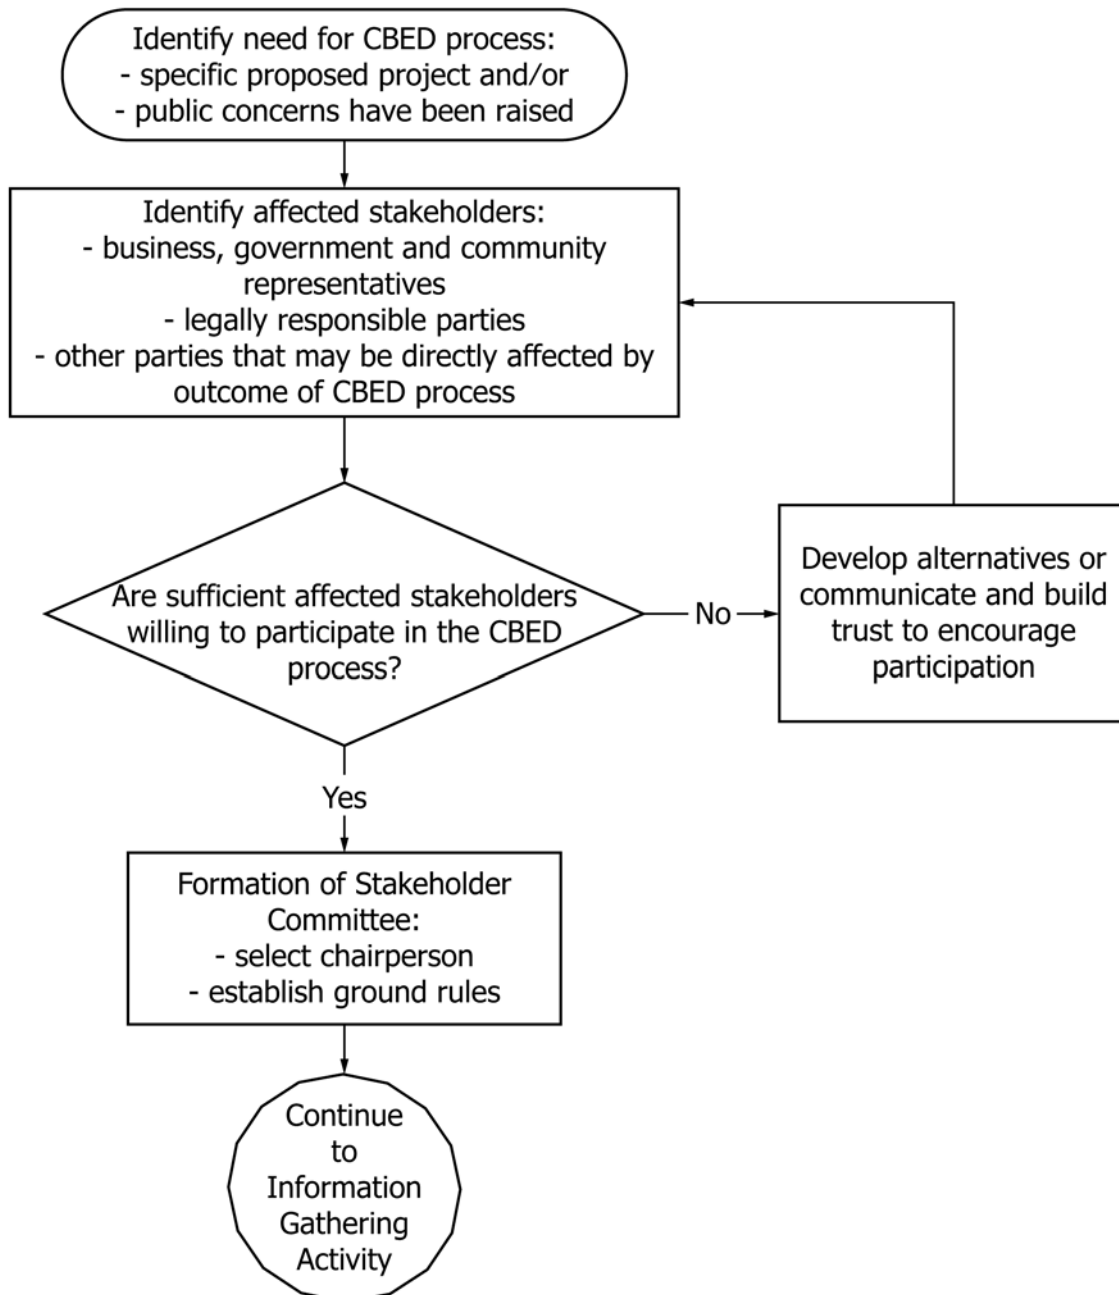 Identify need for CBED process:
- specific proposed project and/or
- public concerns have been raised
Identify affected stakeholders:
- business, government and community
representatives
- legally responsible parties
- other parties that may be directly affected by
outcome of CBED process
Are sufficient affected stakeholders
willing to participate in the CBED
process?
No
Develop alternatives or
communicate and build
trust to encourage
participation
Yes
Formation of Stakeholder
Committee:
- select chairperson
- establish ground rules
Continue
to
Information
Gathering
Activity